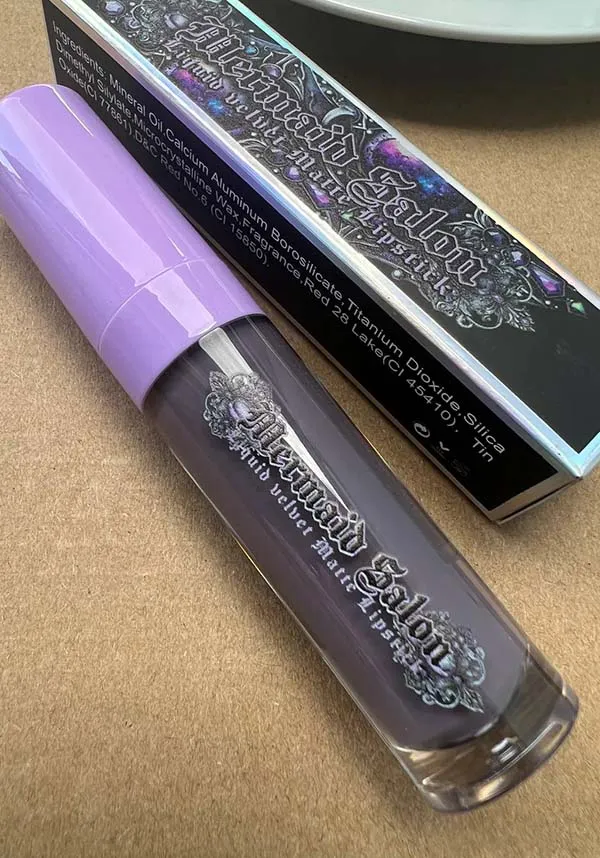 Mermaid Salon
Liquid velvet Matte Lipstick
Ingredients: Mineral Oil,Calcium Aluminum Borosilicate,Titanium Dioxide,Silica
Dimethyl Silylate,Microcrystalline Wax,Fragrance,Red 28 Lake(CI 45410), Tin
Oxide(CI 77861),D&C Red No.6 (CI 15850).
Mermaid Salon
Liquid velvet Matte Lipstick